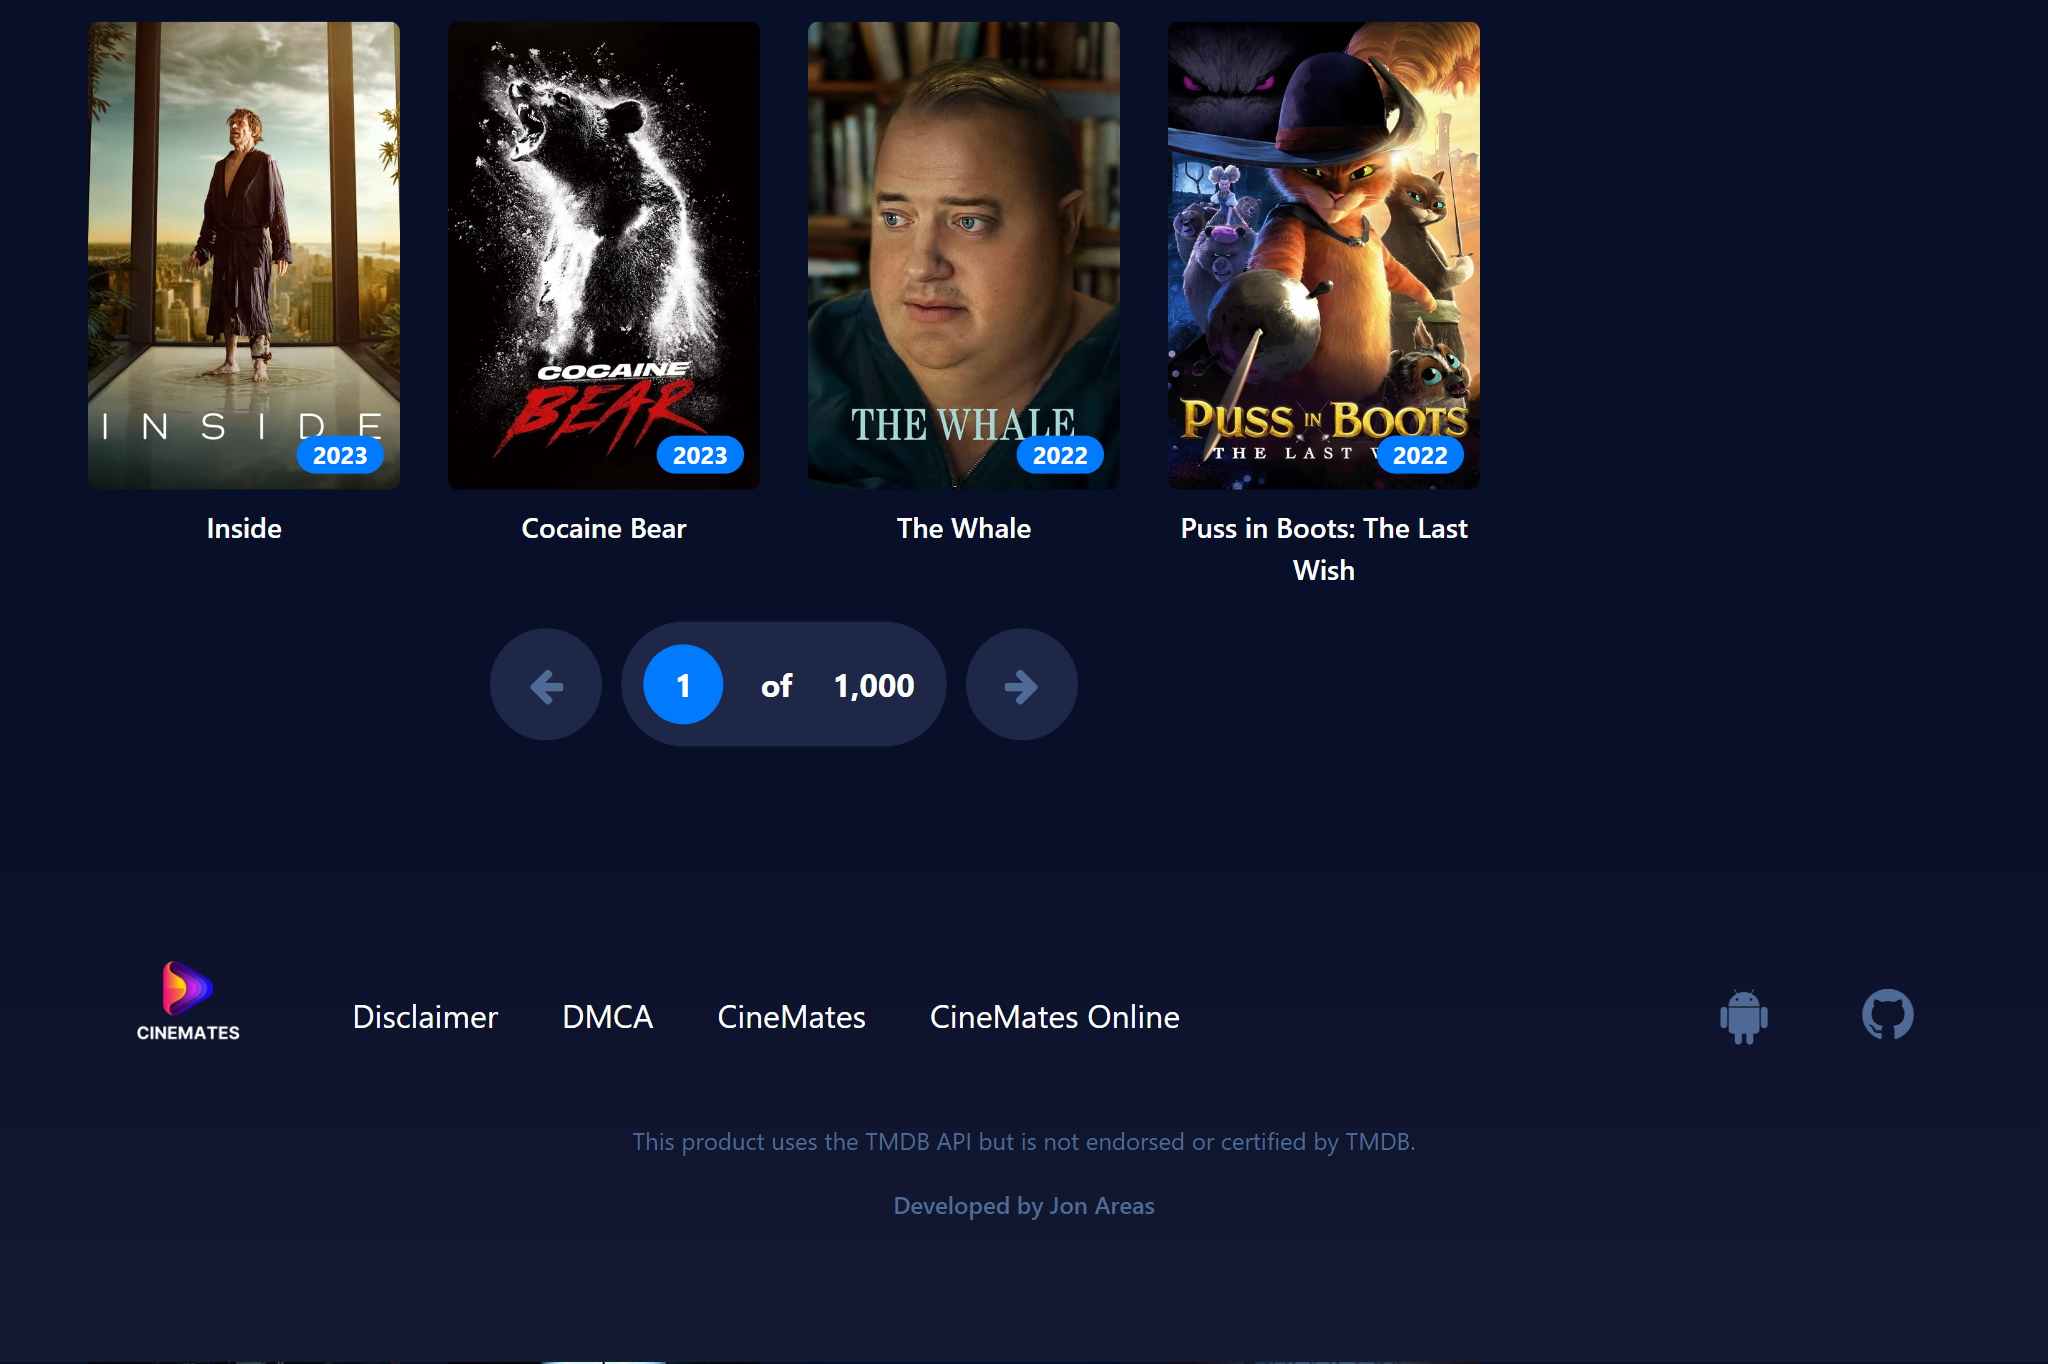 INSIDE
2023
COCAINE
BEAR
2023
THE WHALE
2022
PUSS IN BOOTS
THE LAST
2022
Inside
Cocaine Bear
The Whale
Puss in Boots: The Last
Wish
1 of 1,000
CINEMATES
Disclaimer DMCA CineMates CineMates Online
This product uses the TMDB API but is not endorsed or certified by TMDB.
Developed by Jon Areas